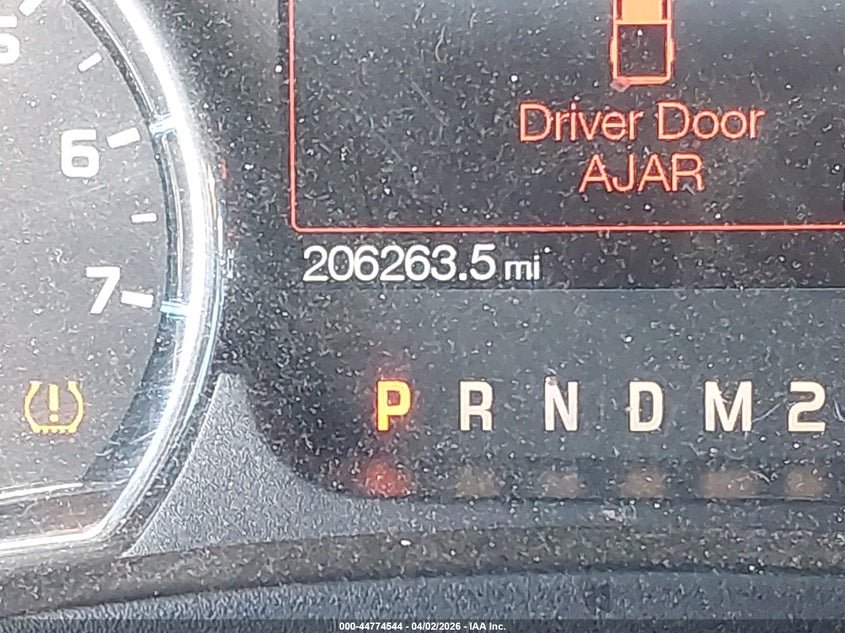 6
7
Driver Door
AJAR
206263.5 mi
P R N D M 2
000-44774544 - 04/02/2026 - IAA Inc.